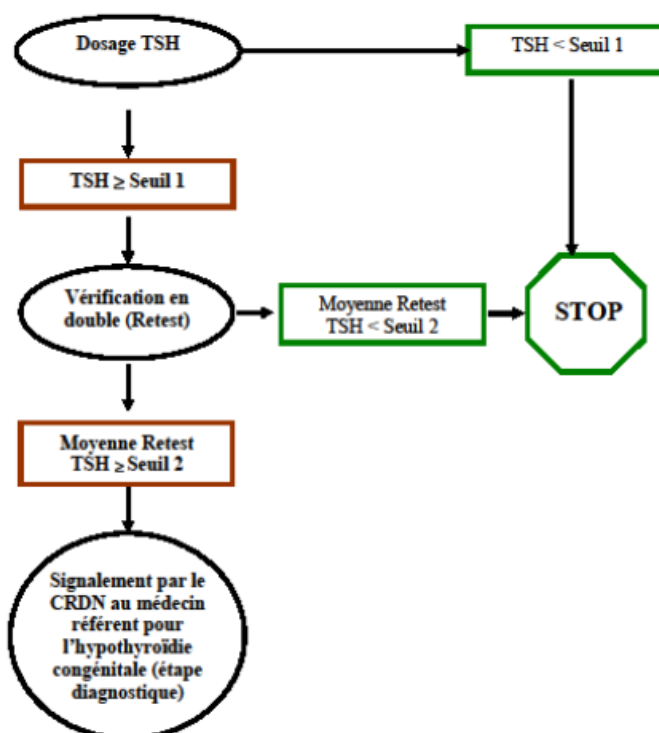 Dosage TSH
TSH < Seuil 1
TSH ≥ Seuil 1
Vérification en
double (Retest)
Moyenne Retest
TSH < Seuil 2
STOP
Moyenne Retest
TSH ≥ Seuil 2
Signalement par le
CRDN au médecin
référent pour
l’hypothyroïdie
congénitale (étape
diagnostique)